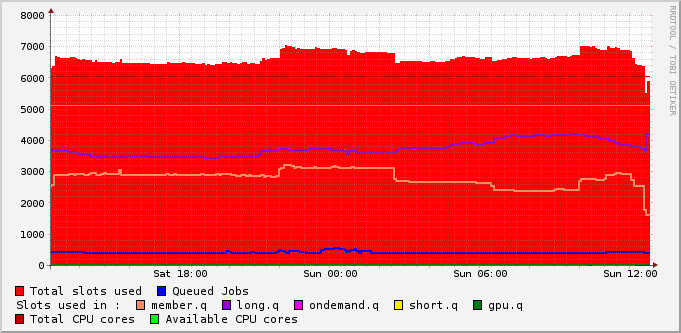 8000
7000
6000
5000
4000
3000
2000
1000
0
Sat 18:00 Sun 00:00 Sun 06:00 Sun 12:00
Total slots used Queued Jobs
Slots used in : member.q long.q ondemand.q short.q gpu.q
Total CPU cores Available CPU cores
RRDTOOL / TOBI OETIKER